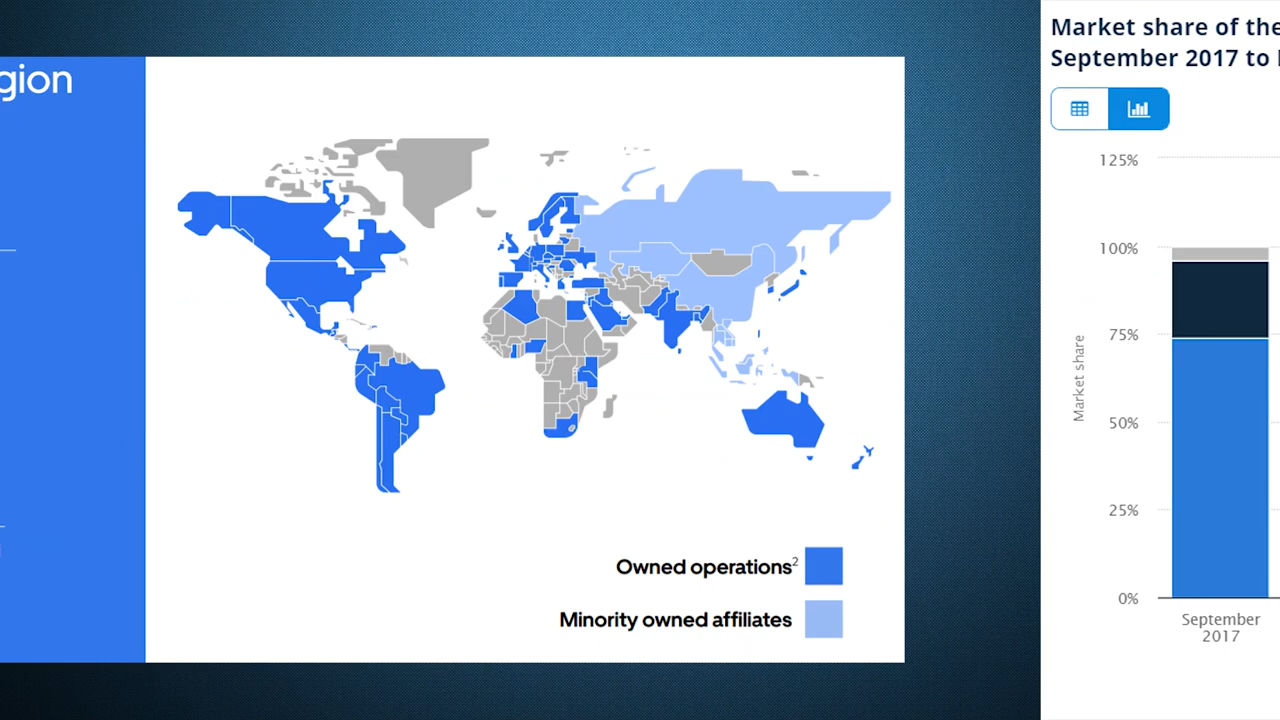 gion
Owned operations2
Minority owned affiliates
Market share of the
September 2017 to
125%
100%
75%
50%
25%
0%
Market share
September
2017